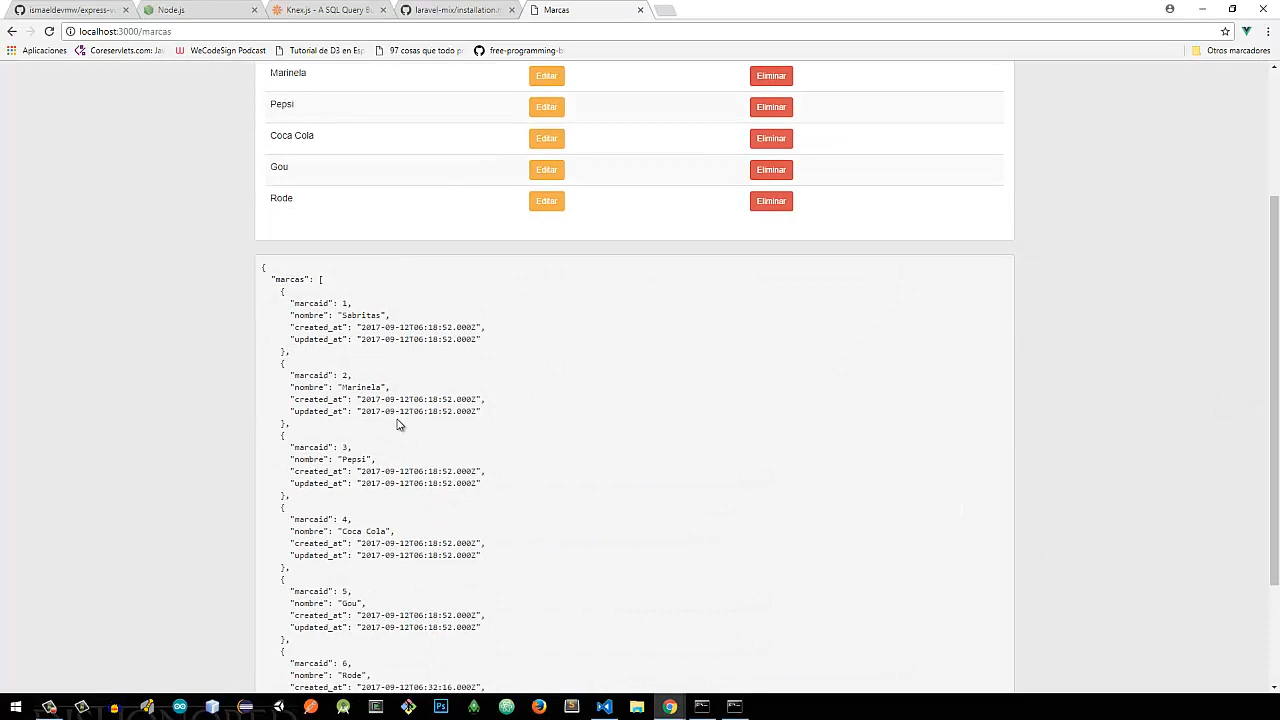 ismaeldevmw/express-v
Node.js
Knex.js - A SQL Query B
laravel-mix/installation.
Marcas
localhost:3000/marcas
Aplicaciones
Coreservlets.com: Ja
WeCodeSign Podcast
Tutorial de D3 en Es
97 cosas que todo p
free-programming-b
Otros marcadores
Marinela Editar Eliminar
Pepsi Editar Eliminar
Coca Cola Editar Eliminar
Gou Editar Eliminar
Rode Editar Eliminar
{
"marcas": [
{
"marcaid": 1,
"nombre": "Sabritas",
"created_at": "2017-09-12T06:18:52.000Z",
"updated_at": "2017-09-12T06:18:52.000Z"
},
{
"marcaid": 2,
"nombre": "Marinela",
"created_at": "2017-09-12T06:18:52.000Z",
"updated_at": "2017-09-12T06:18:52.000Z"
},
{
"marcaid": 3,
"nombre": "Pepsi",
"created_at": "2017-09-12T06:18:52.000Z",
"updated_at": "2017-09-12T06:18:52.000Z"
},
{
"marcaid": 4,
"nombre": "Coca Cola",
"created_at": "2017-09-12T06:18:52.000Z",
"updated_at": "2017-09-12T06:18:52.000Z"
},
{
"marcaid": 5,
"nombre": "Gou",
"created_at": "2017-09-12T06:18:52.000Z",
"updated_at": "2017-09-12T06:18:52.000Z"
},
{
"marcaid": 6,
"nombre": "Rode",
"created_at": "2017-09-12T06:32:16.000Z",